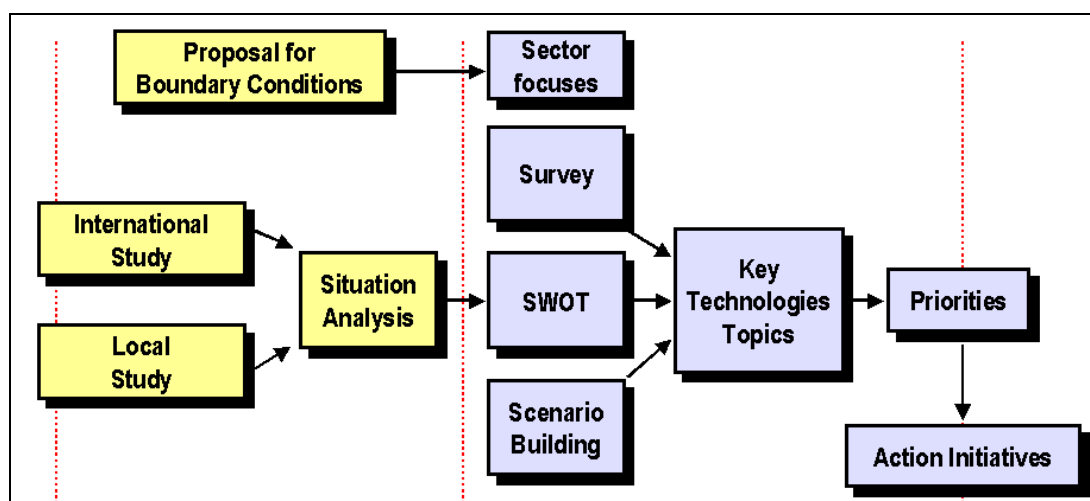 Proposal for
Boundary Conditions
Sector
focuses
Survey
International
Study
Situation
Analysis
SWOT
Key
Technologies
Topics
Priorities
Local
Study
Scenario
Building
Action Initiatives